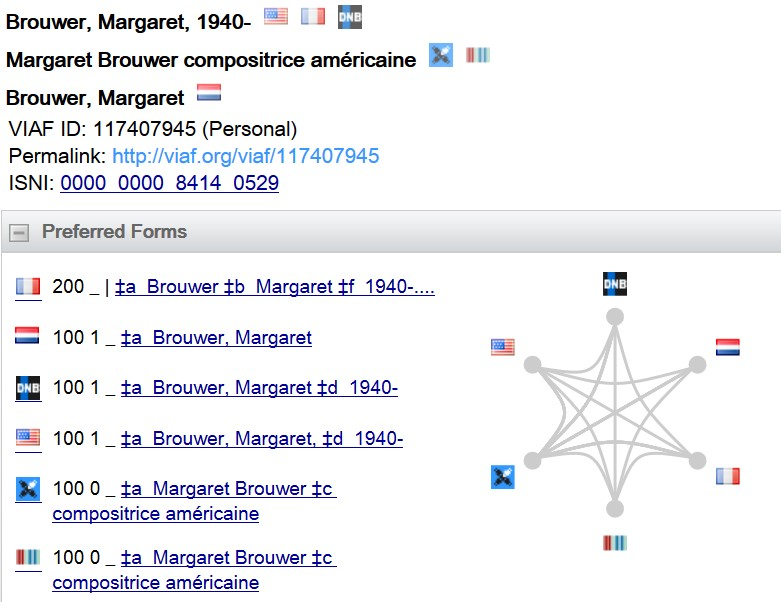 Brouwer, Margaret, 1940- DNB
Margaret Brouwer compositrice américaine
Brouwer, Margaret
VIAF ID: 117407945 (Personal)
Permalink: http://viaf.org/viaf/117407945
ISNI: 0000 0000 8414 0529
Preferred Forms
200 _ | ‡a Brouwer ‡b Margaret ‡f 1940-....
100 1 _ ‡a Brouwer, Margaret
DNB 100 1 _ ‡a Brouwer, Margaret ‡d 1940-
100 1 _ ‡a Brouwer, Margaret, ‡d 1940-
100 0 _ ‡a Margaret Brouwer ‡c
compositrice américaine
100 0 _ ‡a Margaret Brouwer ‡c
compositrice américaine
DNB